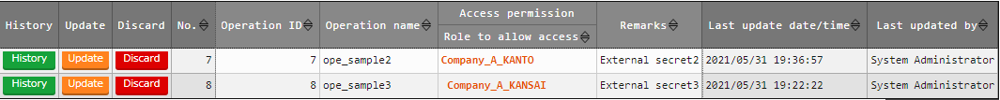 Access permission
History Update Discard No. Operation ID Operation name Role to allow access Remarks Last update date/time Last updated by
History Update Discard 7 7 ope_sample2 Company_A_KANTO External secret2 2021/05/31 19:36:57 System Administrator
History Update Discard 8 8 ope_sample3 Company_A_KANSAI External secret3 2021/05/31 19:22:22 System Administrator